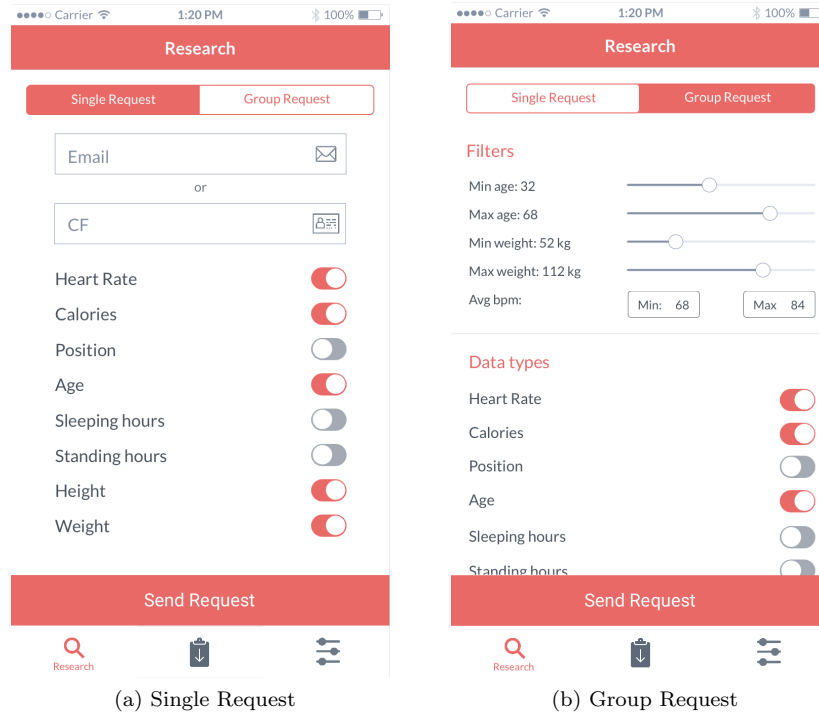 Carrier 1:20 PM 100%
Research
Single Request Group Request
Email
or
CF
Heart Rate
Calories
Position
Age
Sleeping hours
Standing hours
Height
Weight
Send Request
Research
(a) Single Request
Carrier 1:20 PM 100%
Research
Single Request Group Request
Filters
Min age: 32
Max age: 68
Min weight: 52 kg
Max weight: 112 kg
Avg bpm: Min: 68 Max 84
Data types
Heart Rate
Calories
Position
Age
Sleeping hours
Standing hours
Send Request
Research
(b) Group Request